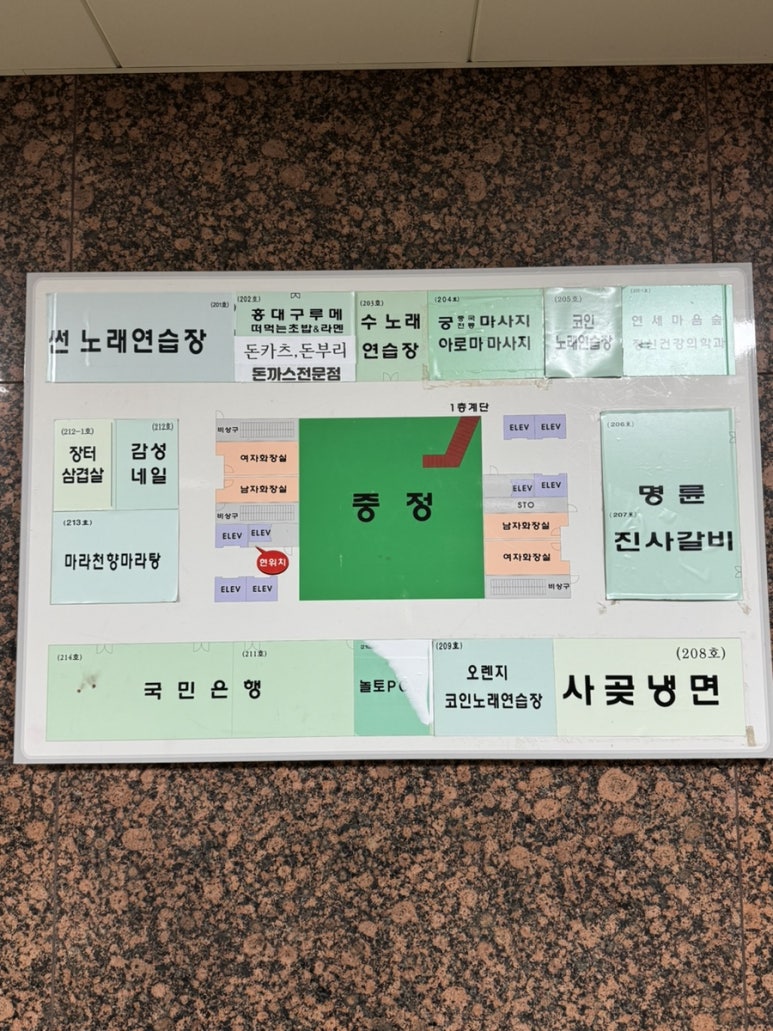 (201호)
썬 노래연습장
(202호)
홍대구루메
떠먹는초밥&라멘
돈카츠.돈부리
돈까스전문점
(203호)
수 노래
연습장
(204호)
궁 중국전통 마사지
아로마 마사지
(205호)
코인
노래연습장
연세마음숲
정신건강의학과
1층계단
(212-1호)
장터
삼겹살
(212호)
감성
네일
(213호)
마라천향마라탕
비상구
여자화장실
남자화장실
비상구
ELEV ELEV
현위치
ELEV ELEV
중 정
ELEV ELEV
ELEV ELEV
STO
남자화장실
여자화장실
비상구
(206호)
명 륜
(207호)
진사갈비
(214호)
(211호)
국 민 은 행
놀토PC
(209호)
오렌지
코인노래연습장
(208호)
사곶냉면